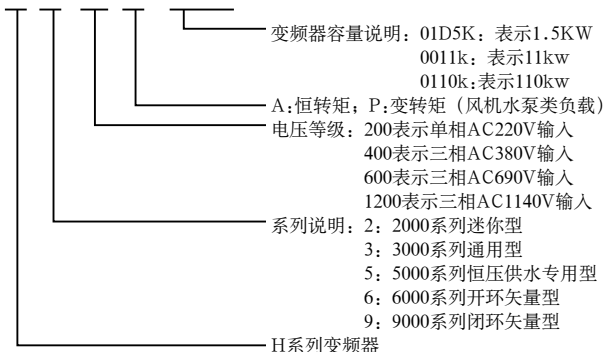 变频器容量说明：01D5K：表示1.5KW
0011k：表示11kw
0110k:表示110kw
A:恒转矩；P:变转矩（风机水泵类负载）
电压等级：200表示单相AC220V输入
400表示三相AC380V输入
600表示三相AC690V输入
1200表示三相AC1140V输入
系列说明：2：2000系列迷你型
3：3000系列通用型
5：5000系列恒压供水专用型
6：6000系列开环矢量型
9：9000系列闭环矢量型
H系列变频器